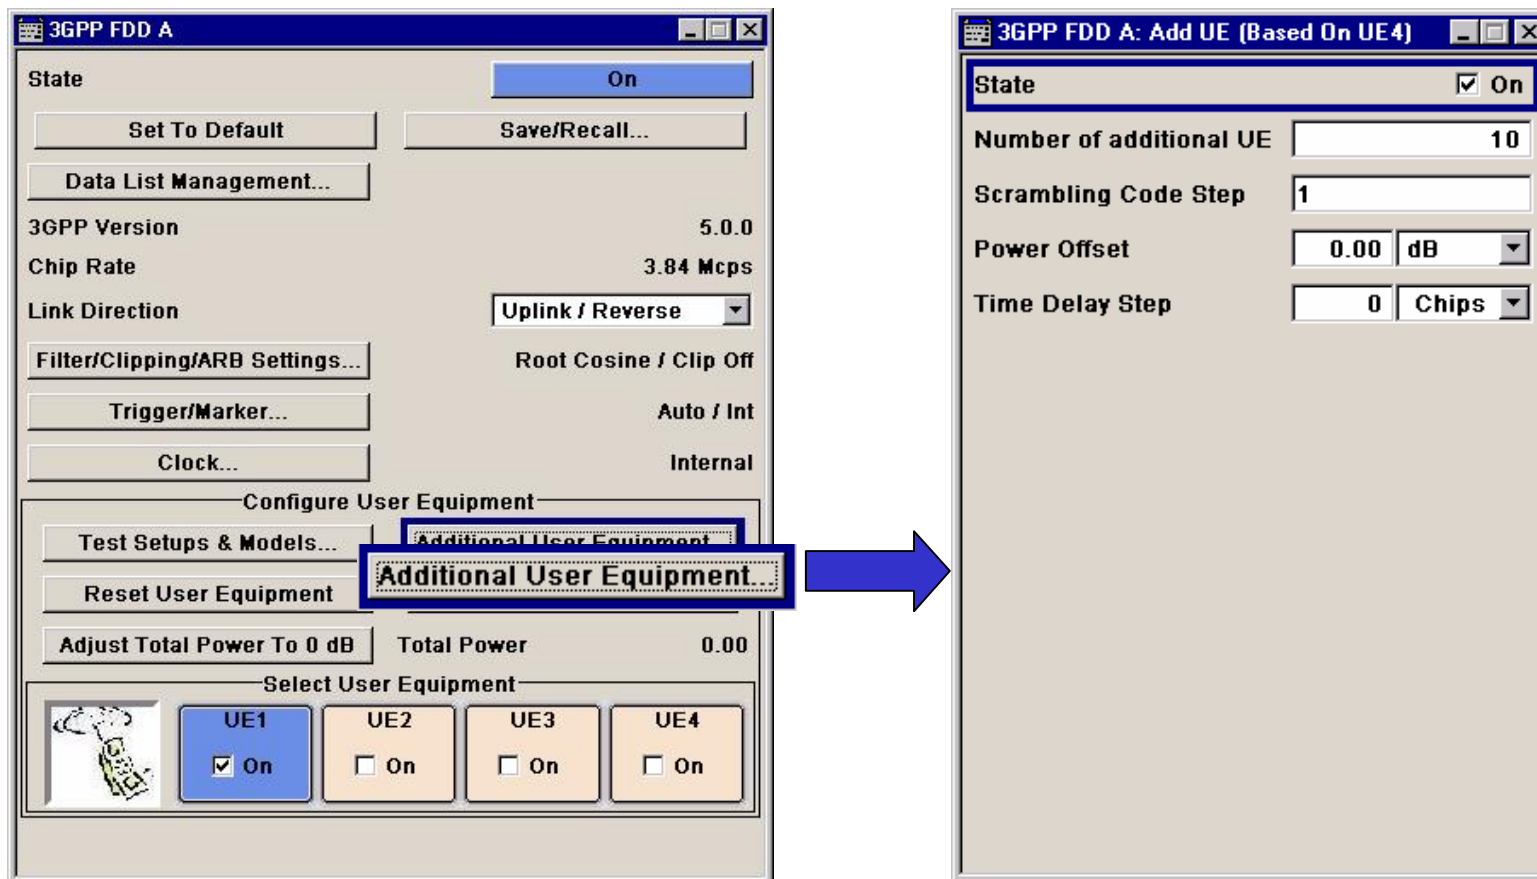 3GPP FDD A
State On
Set To Default Save/Recall...
Data List Management...
3GPP Version 5.0.0
Chip Rate 3.84 Mcps
Link Direction Uplink / Reverse
Filter/Clipping/ARB Settings... Root Cosine / Clip Off
Trigger/Marker... Auto / Int
Clock... Internal
Configure User Equipment
Test Setups & Models... Additional User Equipment...
Additional User Equipment...
Reset User Equipment
Adjust Total Power To 0 dB Total Power 0.00
Select User Equipment
UE1 UE2 UE3 UE4
On On On On
3GPP FDD A: Add UE (Based On UE4)
State On
Number of additional UE 10
Scrambling Code Step 1
Power Offset 0.00 dB
Time Delay Step 0 Chips